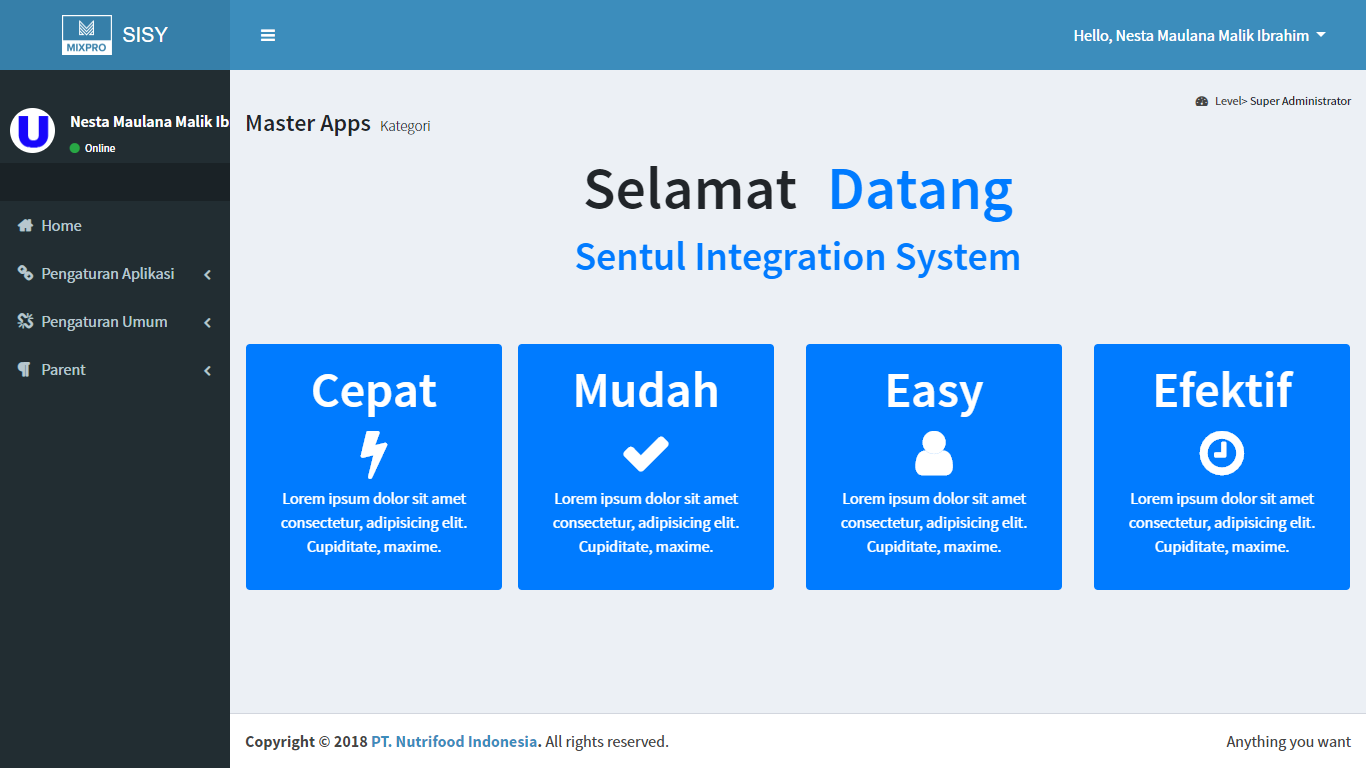 MIXPRO
SISY
Hello, Nesta Maulana Malik Ibrahim
U
Nesta Maulana Malik Ib
Online
Home
Pengaturan Aplikasi
Pengaturan Umum
Parent
Level> Super Administrator
Master Apps Kategori
Selamat Datang
Sentul Integration System
Cepat
Lorem ipsum dolor sit amet
consectetur, adipisicing elit.
Cupiditate, maxime.
Mudah
Lorem ipsum dolor sit amet
consectetur, adipisicing elit.
Cupiditate, maxime.
Easy
Lorem ipsum dolor sit amet
consectetur, adipisicing elit.
Cupiditate, maxime.
Efektif
Lorem ipsum dolor sit amet
consectetur, adipisicing elit.
Cupiditate, maxime.
Copyright © 2018 PT. Nutrifood Indonesia. All rights reserved.
Anything you want